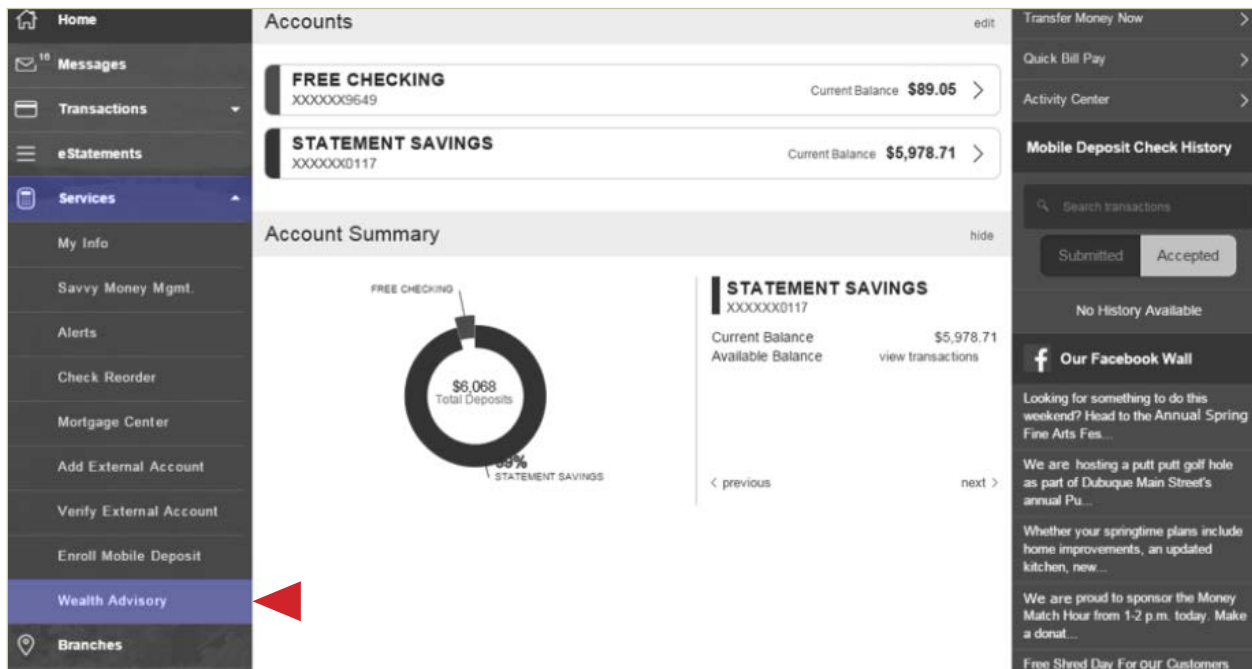 Home
16
Messages
Transactions
eStatements
Services
My Info
Savvy Money Mgmt.
Alerts
Check Reorder
Mortgage Center
Add External Account
Verify External Account
Enroll Mobile Deposit
Wealth Advisory
Branches
Accounts
edit
FREE CHECKING
XXXXXX9649
Current Balance $89.05
STATEMENT SAVINGS
XXXXXX0117
Current Balance $5,978.71
Account Summary
hide
FREE CHECKING
$6,068
Total Deposits
STATEMENT SAVINGS
STATEMENT SAVINGS
XXXXXX0117
Current Balance $5,978.71
Available Balance view transactions
< previous next >
Transfer Money Now
Quick Bill Pay
Activity Center
Mobile Deposit Check History
Search transactions
Submitted Accepted
No History Available
Our Facebook Wall
Looking for something to do this
weekend? Head to the Annual Spring
Fine Arts Fes...
We are hosting a putt putt golf hole
as part of Dubuque Main Street's
annual Pu...
Whether your springtime plans include
home improvements, an updated
kitchen, new...
We are proud to sponsor the Money
Match Hour from 1-2 p.m. today. Make
a donat...
Free Shred Day For our Customers